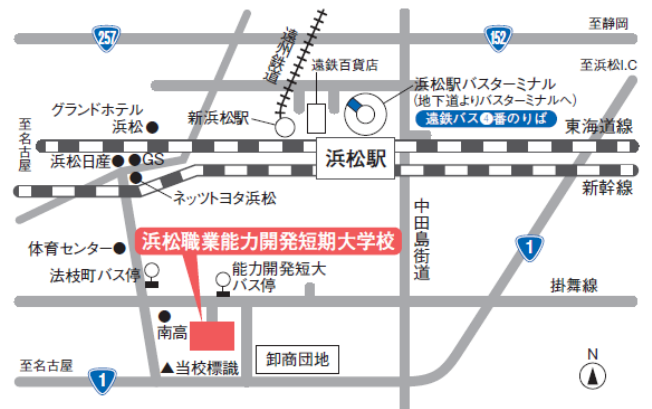 257
152
至静岡
遠州鉄道
遠鉄百貨店
至浜松I.C
浜松駅バスターミナル
(地下道よりバスターミナルへ)
遠鉄バス❹番のりば
グランドホテル
浜松●
新浜松駅
至名古屋
東海道線
浜松駅
浜松日産●
●GS
新幹線
ネッツトヨタ浜松
中田島街道
浜松職業能力開発短期大学校
体育センター●
1
法枝町バス停
能力開発短大
バス停
掛舞線
南高
至名古屋
▲当校標識
卸商団地
N
1